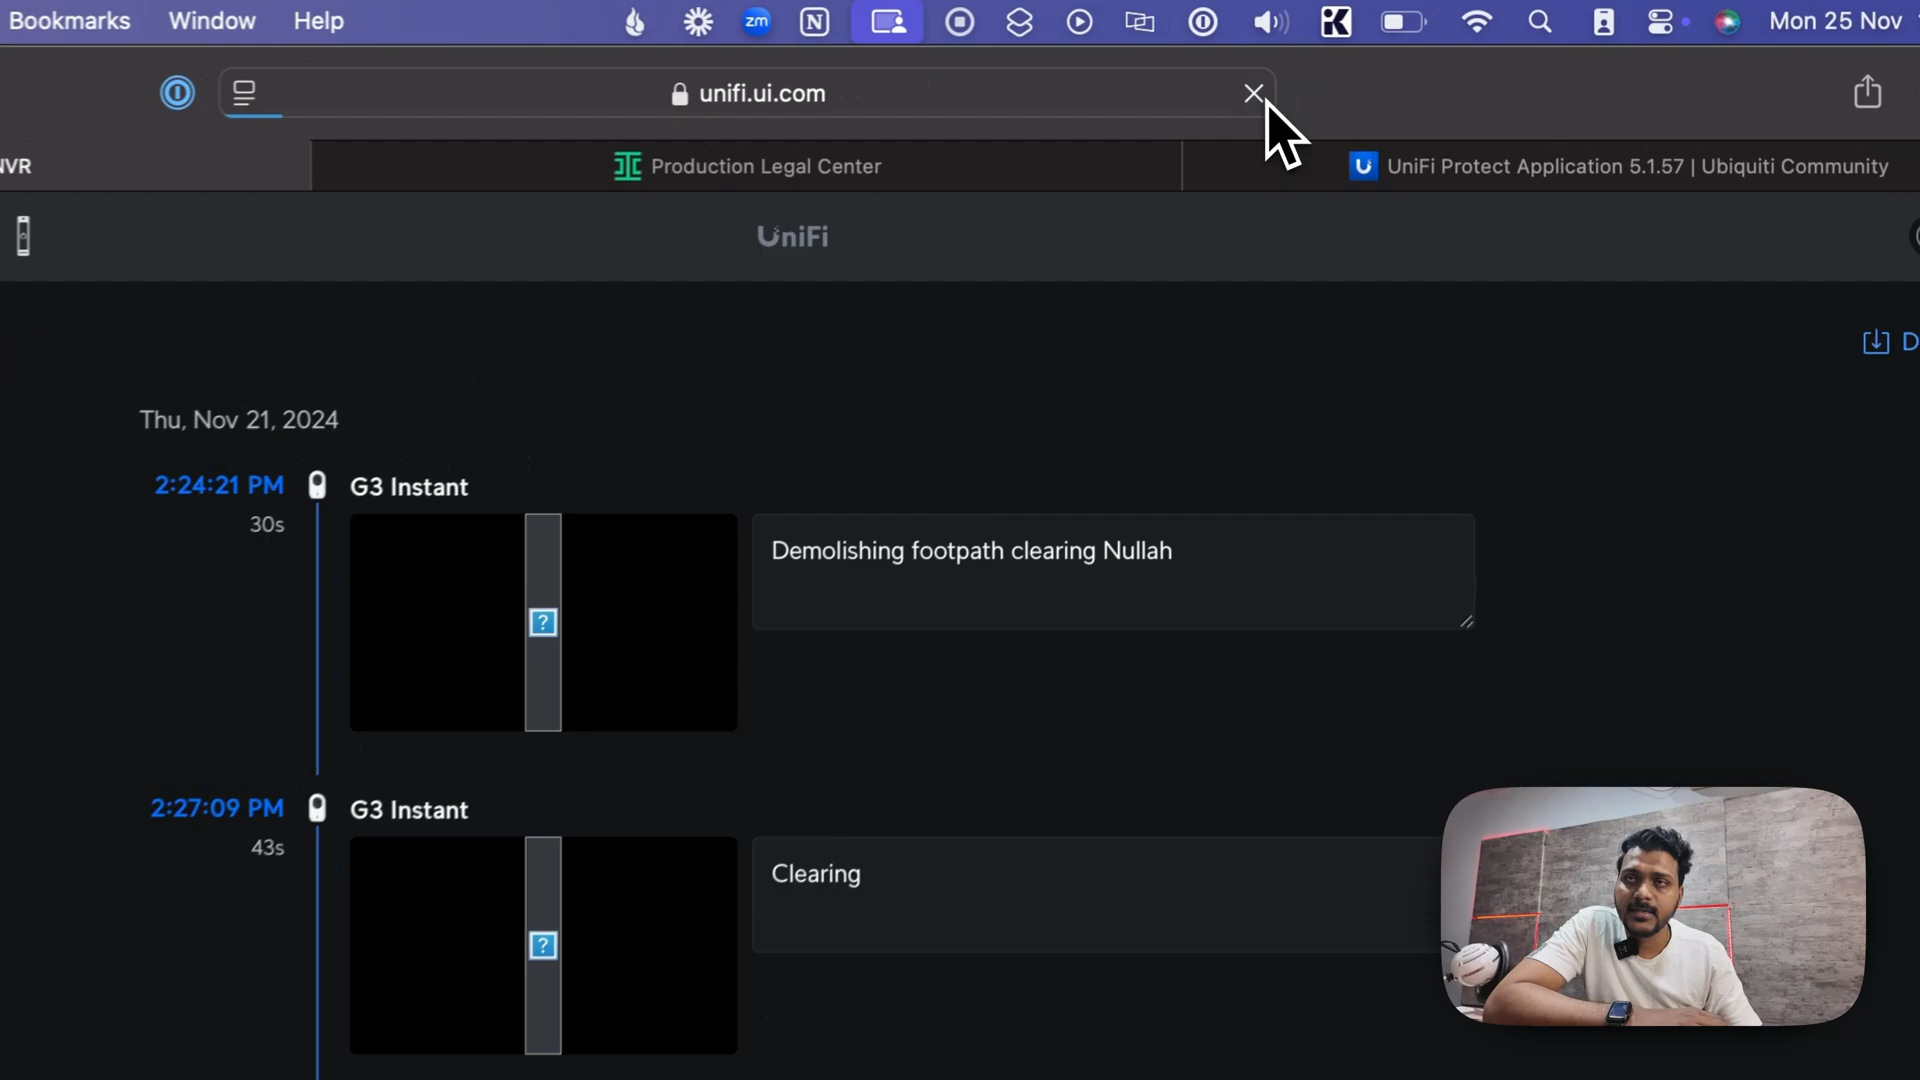 Bookmarks Window Help zm Mon 25 Nov
unifi.ui.com
NVR Production Legal Center UniFi Protect Application 5.1.57 | Ubiquiti Community
UniFi
D
Thu, Nov 21, 2024
2:24:21 PM G3 Instant
30s
Demolishing footpath clearing Nullah
?
2:27:09 PM G3 Instant
43s
Clearing
?